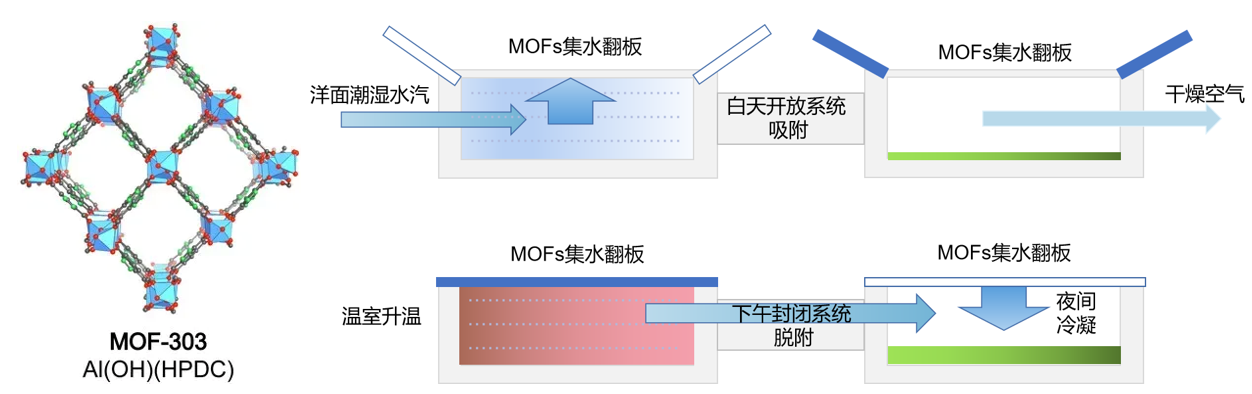 MOFs集水翻板
MOFs集水翻板
洋面潮湿水汽
白天开放系统
吸附
干燥空气
MOFs集水翻板
MOFs集水翻板
温室升温
下午封闭系统
脱附
夜间
冷凝
MOF-303
Al(OH)(HPDC)